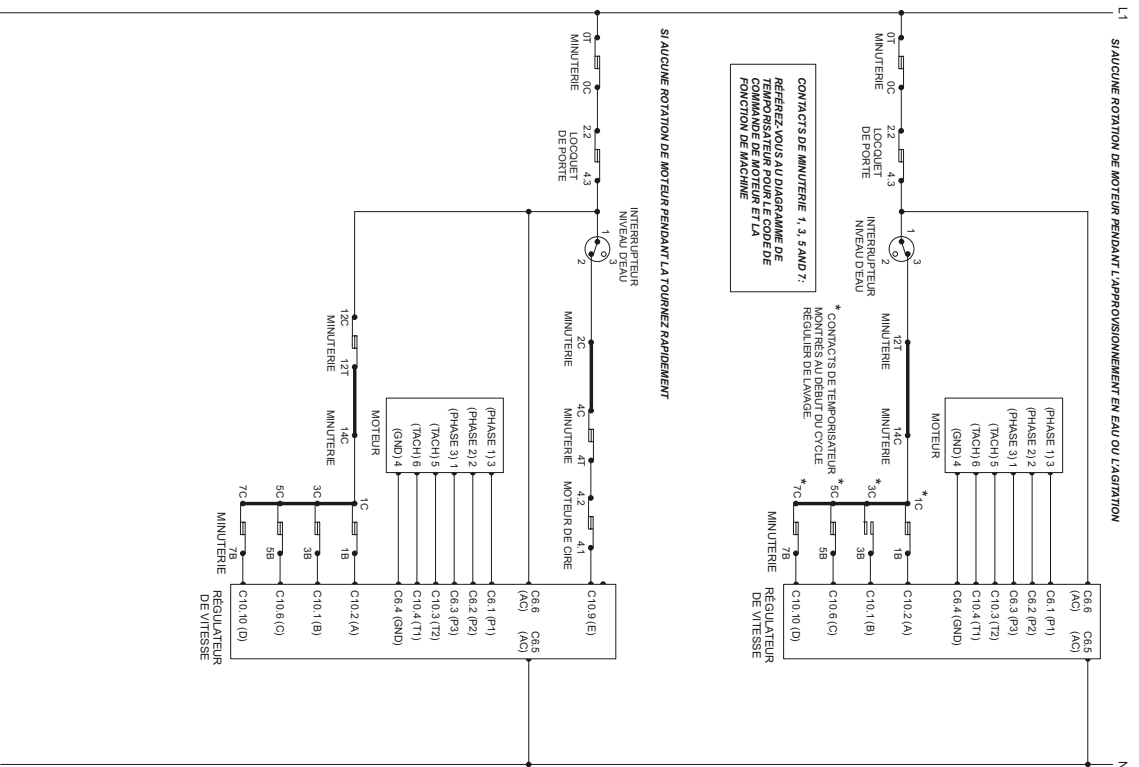 L1
N
SI AUCUNE ROTATION DE MOTEUR PENDANT L'APPROVISIONNEMENT EN EAU OU L'AGITATION
0T
0C
MINUTERIE
2.2
4.3
LOCQUET
DE PORTE
1
3
2
INTERRUPTEUR
NIVEAU D'EAU
12T
MINUTERIE
14C
MINUTERIE
*
1C
*
3C
*
5C
*
7C
1B
3B
5B
7B
MINUTERIE
(PHASE 1) 3
(PHASE 2) 2
(PHASE 3) 1
(TACH) 5
(TACH) 6
(GND) 4
MOTEUR
C6.6
(AC)
C6.5
(AC)
C6.1 (P1)
C6.2 (P2)
C6.3 (P3)
C10.3 (T2)
C10.4 (T1)
C6.4 (GND)
C10.2 (A)
C10.1 (B)
C10.6 (C)
C10.10 (D)
RÉGULATEUR
DE VITESSE
* CONTACTS DE TEMPORISATEUR
MONTRÉS AU DÉBUT DU CYCLE
RÉGULIER DE LAVAGE.
CONTACTS DE MINUTERIE 1, 3, 5 AND 7:
RÉFÉREZ-VOUS AU DIAGRAMME DE
TEMPORISATEUR POUR LE CODE DE
COMMANDE DE MOTEUR ET LA
FONCTION DE MACHINE
SI AUCUNE ROTATION DE MOTEUR PENDANT LA TOURNEZ RAPIDEMENT
0T
0C
MINUTERIE
2.2
4.3
LOCQUET
DE PORTE
1
3
2
INTERRUPTEUR
NIVEAU D'EAU
2C
MINUTERIE
4C
4T
MINUTERIE
4.2
4.1
MOTEUR DE CIRE
12C
12T
MINUTERIE
14C
MINUTERIE
1C
3C
5C
7C
1B
3B
5B
7B
MINUTERIE
(PHASE 1) 3
(PHASE 2) 2
(PHASE 3) 1
(TACH) 5
(TACH) 6
(GND) 4
MOTEUR
C10.9 (E)
C6.6
(AC)
C6.5
(AC)
C6.1 (P1)
C6.2 (P2)
C6.3 (P3)
C10.3 (T2)
C10.4 (T1)
C6.4 (GND)
C10.2 (A)
C10.1 (B)
C10.6 (C)
C10.10 (D)
RÉGULATEUR
DE VITESSE